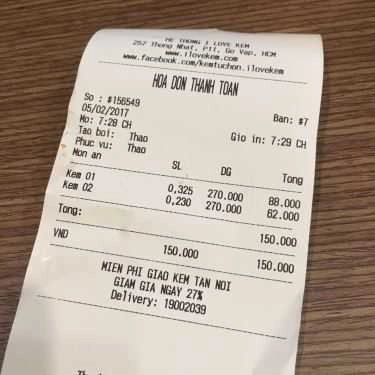 HE THONG I LOVE KEM
257 Thong Nhat, P11, Go Vap, HCM
www.ilovekem.com
www.facebook.com/kemtuchon.ilovekem
HOA DON THANH TOAN
So : #156549 Ban: #7
05/02/2017
Mo: 7:28 CH Gio in: 7:29 CH
Tao boi: Thao
Phuc vu: Thao
Mon an SL DG Tong
Kem 01 0,325 270.000 88.000
Kem 02 0,230 270.000 62.000
Tong: 150.000
VND 150.000 150.000
MIEN PHI GIAO KEM TAN NOI
GIAM GIA NGAY 27%
Delivery: 19002039